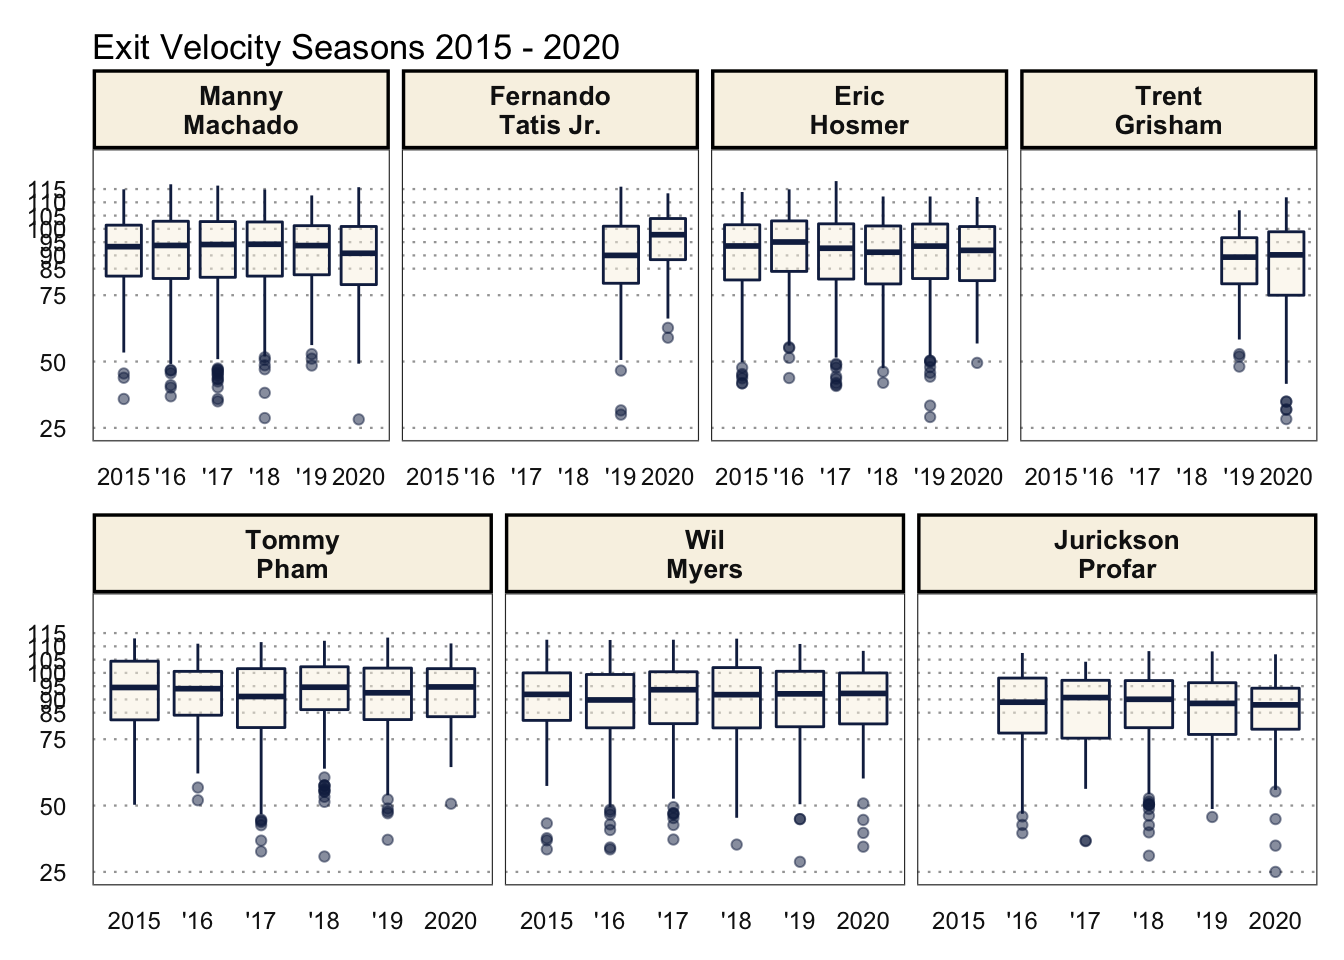 Exit Velocity Seasons 2015 - 2020
Manny
Machado
Fernando
Tatis Jr.
Eric
Hosmer
Trent
Grisham
115
105
100
95
90
85
75
50
25
2015 '16 '17 '18 '19 2020
2015 '16 '17 '18 '19 2020
2015 '16 '17 '18 '19 2020
2015 '16 '17 '18 '19 2020
Tommy
Pham
Wil
Myers
Jurickson
Profar
115
105
100
95
90
85
75
50
25
2015 '16 '17 '18 '19 2020
2015 '16 '17 '18 '19 2020
2015 '16 '17 '18 '19 2020